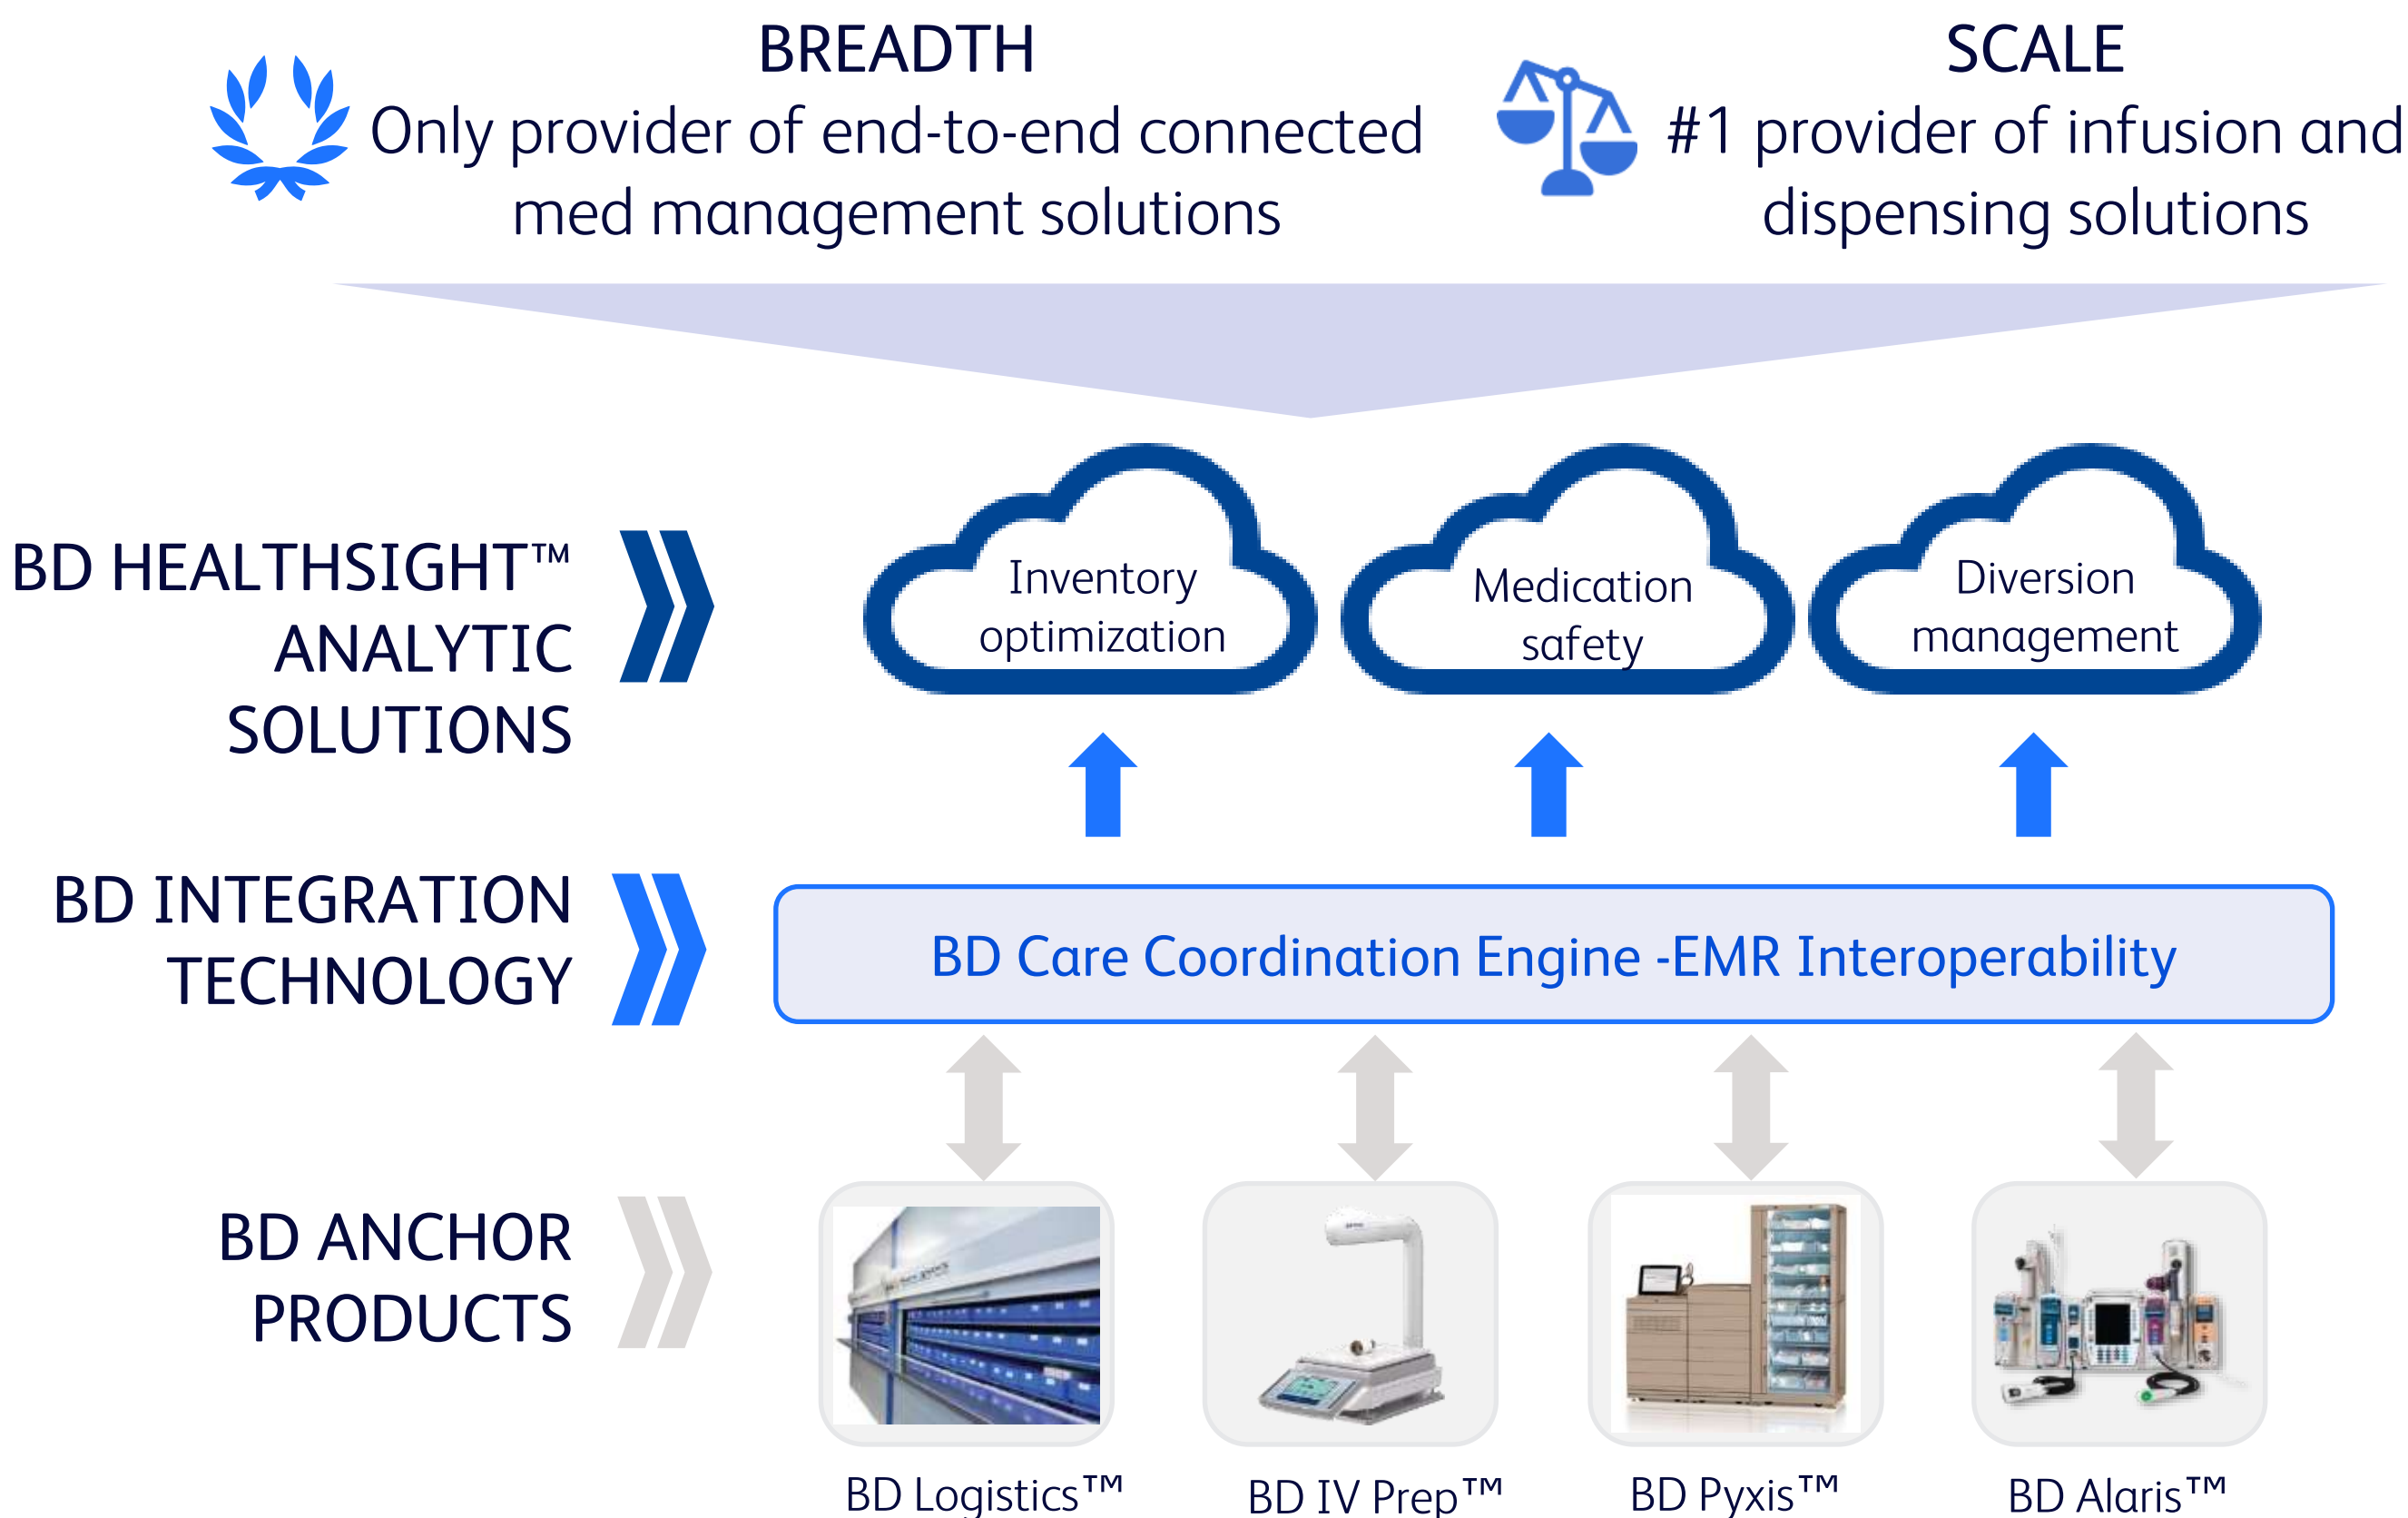 BREADTH
Only provider of end-to-end connected
med management solutions
SCALE
#1 provider of infusion and
dispensing solutions
BD HEALTHSIGHT™
ANALYTIC
SOLUTIONS
Inventory
optimization
Medication
safety
Diversion
management
BD INTEGRATION
TECHNOLOGY
BD Care Coordination Engine -EMR Interoperability
BD ANCHOR
PRODUCTS
BD Logistics™
BD IV Prep™
BD Pyxis™
BD Alaris™